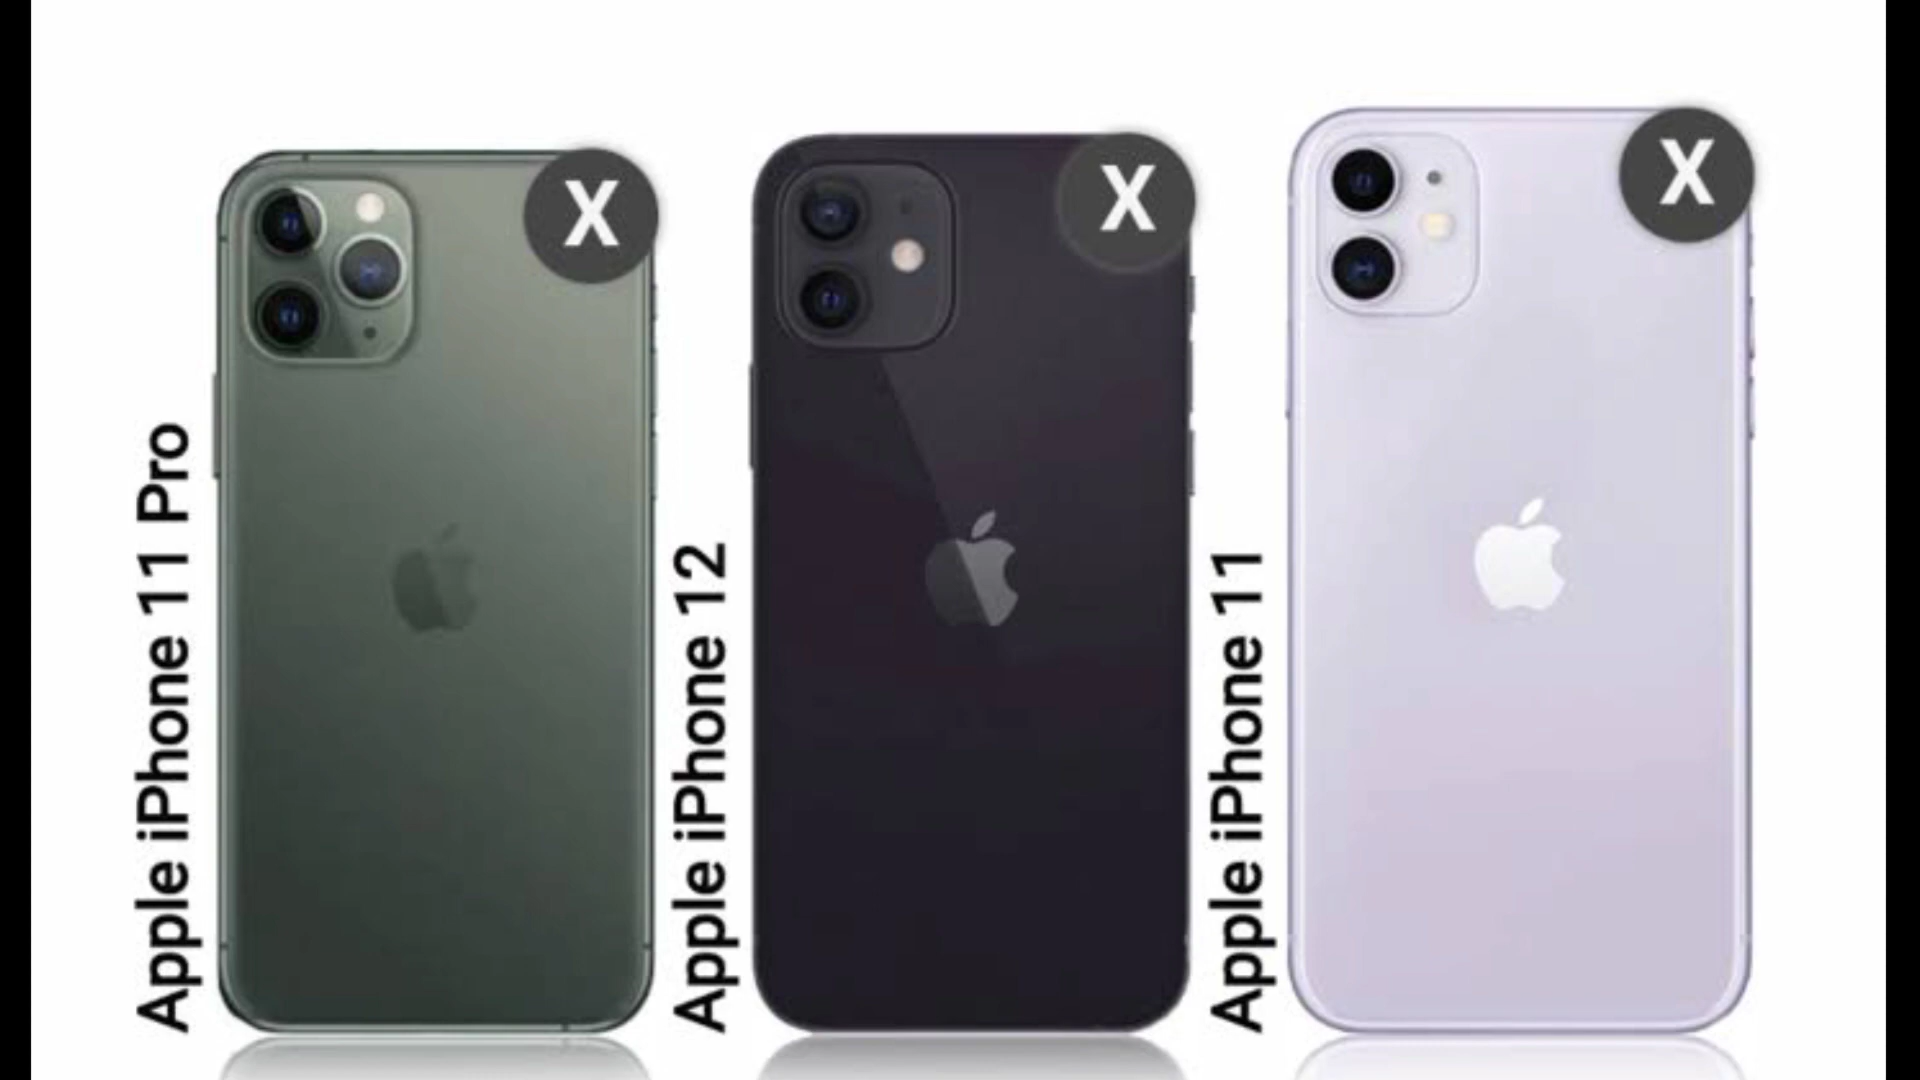 Apple iPhone 11 Pro
X
Apple iPhone 12
X
Apple iPhone 11
X